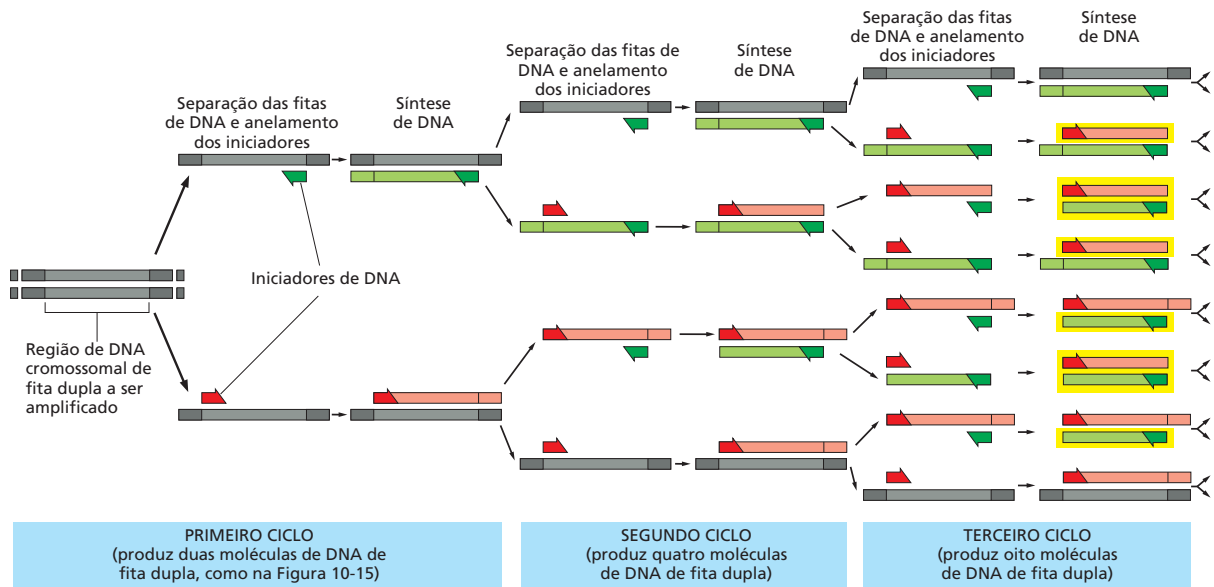 Separação das fitas
de DNA e anelamento
dos iniciadores
Síntese
de DNA
Separação das fitas de
DNA e anelamento
dos iniciadores
Síntese
de DNA
Separação das fitas
de DNA e anelamento
dos iniciadores
Síntese
de DNA
Iniciadores de DNA
Região de DNA
cromossomal de
fita dupla a ser
amplificado
PRIMEIRO CICLO
(produz duas moléculas de DNA de
fita dupla, como na Figura 10-15)
SEGUNDO CICLO
(produz quatro moléculas
de DNA de fita dupla)
TERCEIRO CICLO
(produz oito moléculas
de DNA de fita dupla)